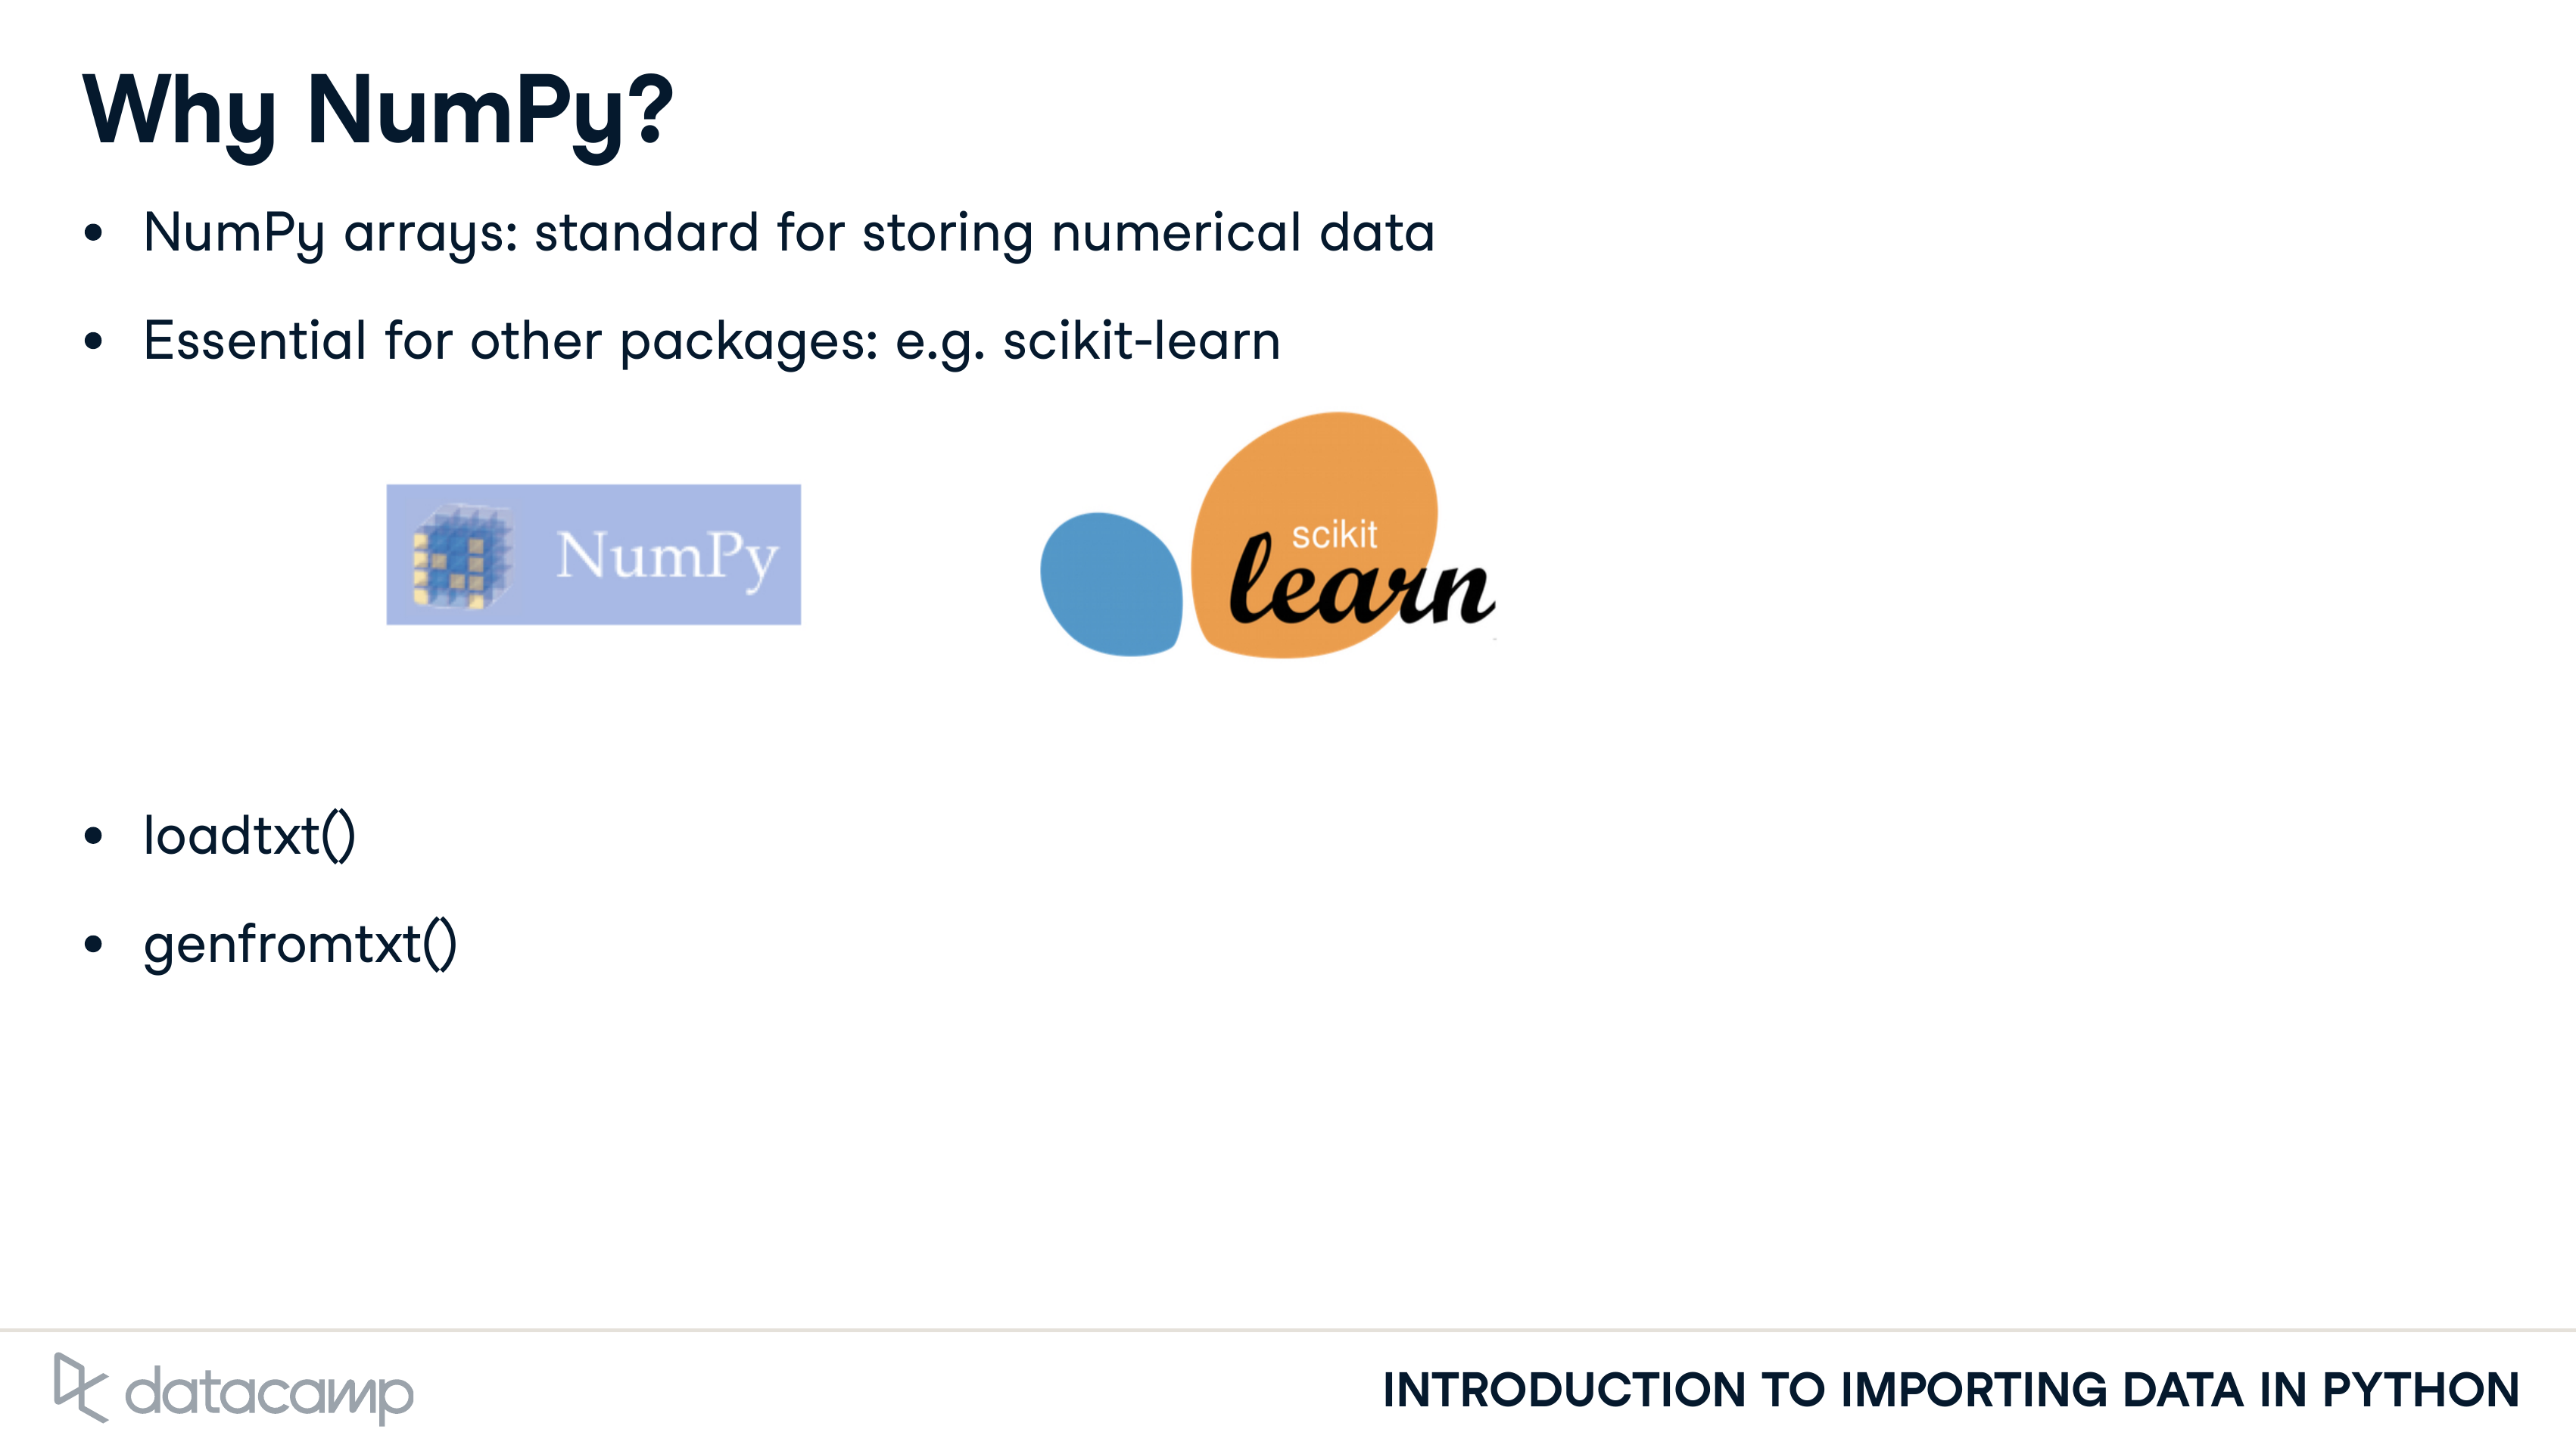 Why NumPy?
• NumPy arrays: standard for storing numerical data
• Essential for other packages: e.g. scikit-learn
NumPy
scikit
learn
• loadtxt()
• genfromtxt()
datacamp
INTRODUCTION TO IMPORTING DATA IN PYTHON